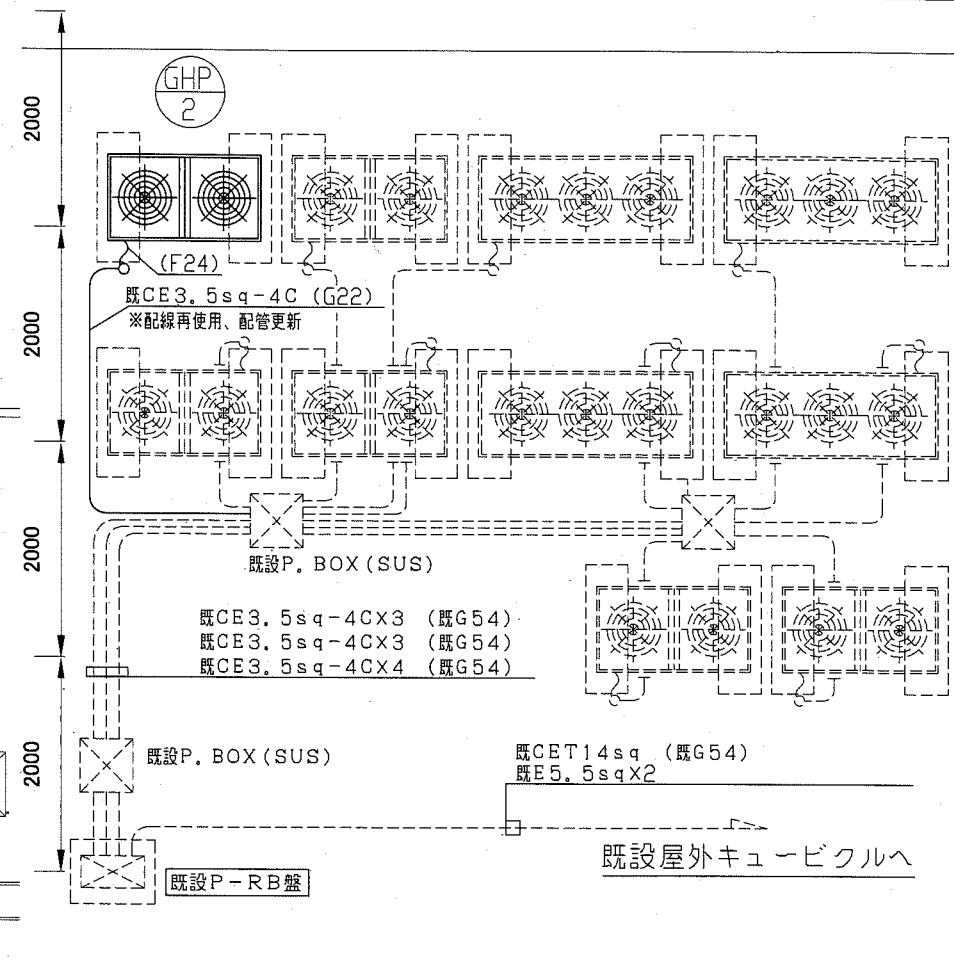 GHP
2
2000
(F24)
既CE3.5sq-4C (G22)
※配線再使用、配管更新
2000
2000
既設P.BOX(SUS)
既CE3.5sq-4CX3 (既G54)
既CE3.5sq-4CX3 (既G54)
既CE3.5sq-4CX4 (既G54)
2000
既設P.BOX(SUS)
既CET14sq (既G54)
既E5.5sqX2
既設屋外キュービクルへ
既設P-RB盤